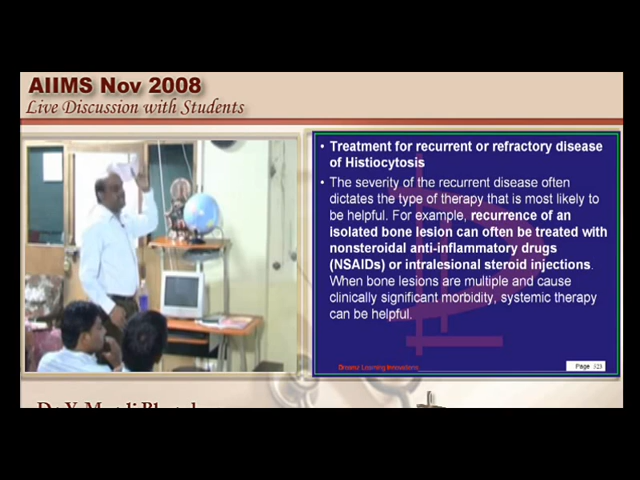 AIIMS Nov 2008
Live Discussion with Students
• Treatment for recurrent or refractory disease
of Histiocytosis
• The severity of the recurrent disease often
dictates the type of therapy that is most likely to
be helpful. For example, recurrence of an
isolated bone lesion can often be treated with
nonsteroidal anti-inflammatory drugs
(NSAIDs) or intralesional steroid injections.
When bone lesions are multiple and cause
clinically significant morbidity, systemic therapy
can be helpful.
Learning Innovations
Page 323